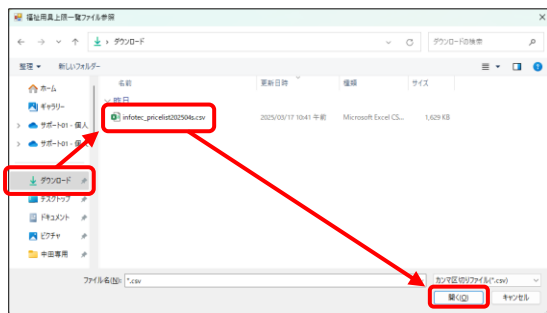 福祉用具上限一覧ファイル参照
ダウンロード
ダウンロードの検索
整理
新しいフォルダー
名前
更新日時
種類
サイズ
ホーム
ギャラリー
サポート01 - 個人
サポート01 - 個人
昨日
infotec_pricelist202504s.csv
2025/03/17 10:41 午前
Microsoft Excel CS...
1,629 KB
ダウンロード
デスクトップ
ドキュメント
ピクチャ
中田専用
ファイル名(N):
*.csv
カンマ区切りファイル(*.csv)
開く(O)
キャンセル